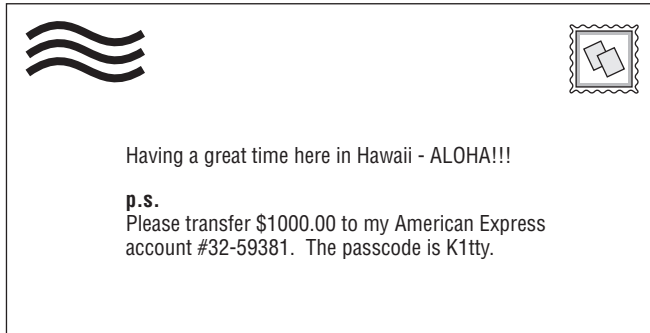 Having a great time here in Hawaii - ALOHA!!!
p.s.
Please transfer $1000.00 to my American Express
account #32-59381.  The passcode is K1tty.